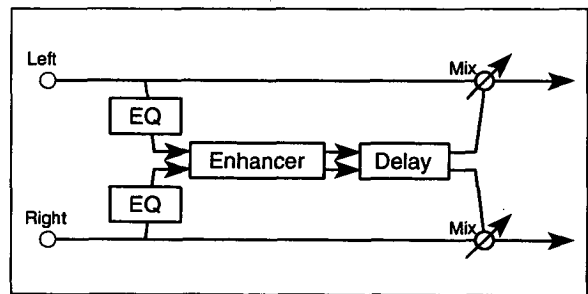 Left
Mix
EQ
Enhancer
Delay
EQ
Right
Mix